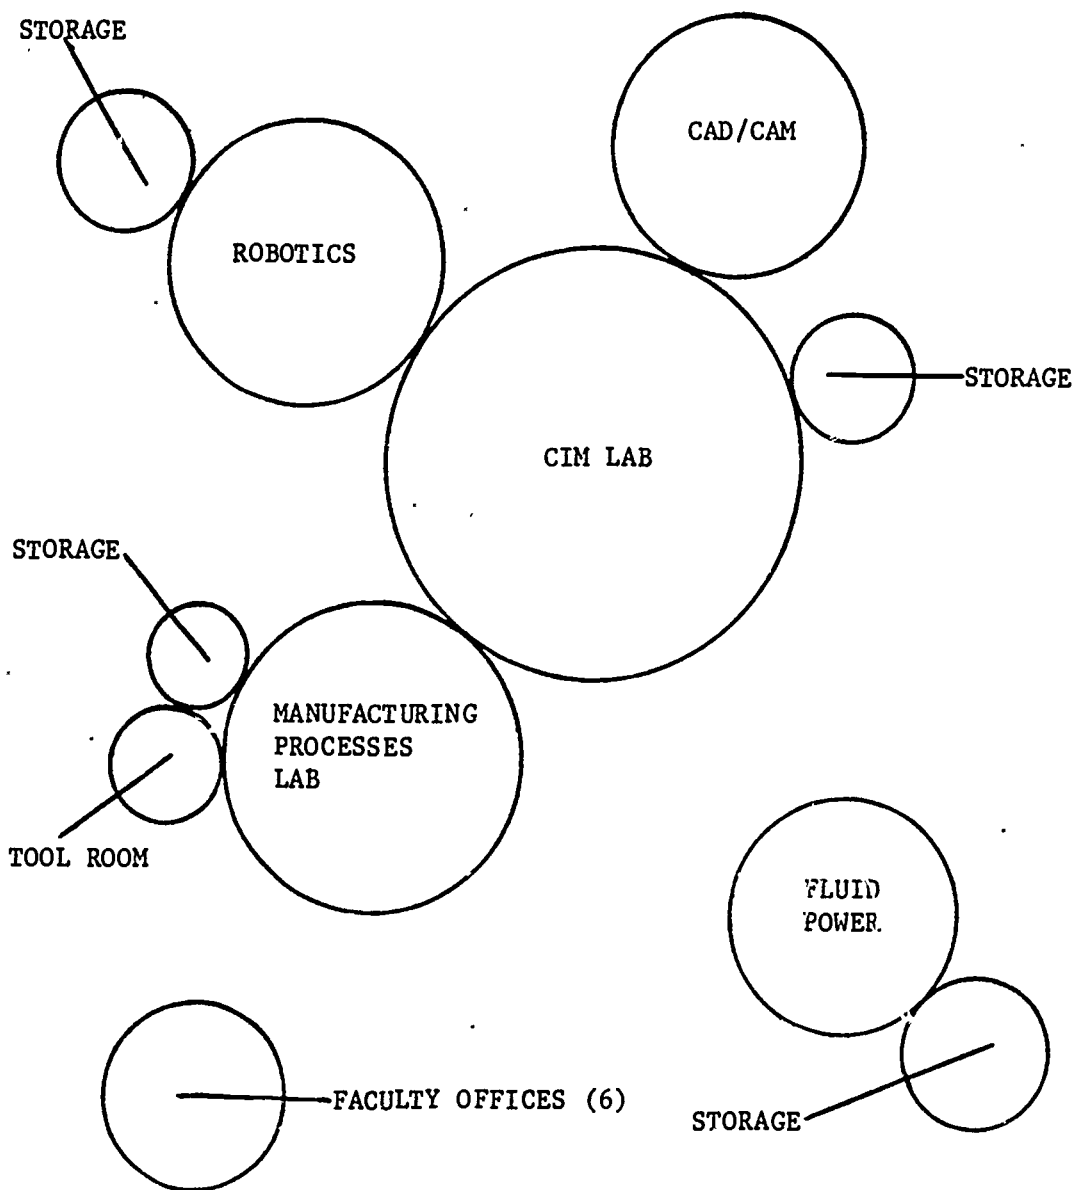 STORAGE
CAD/CAM
ROBOTICS
STORAGE
CIM LAB
STORAGE
MANUFACTURING
PROCESSES
LAB
TOOL ROOM
FLUID
POWER
FACULTY OFFICES (6)
STORAGE